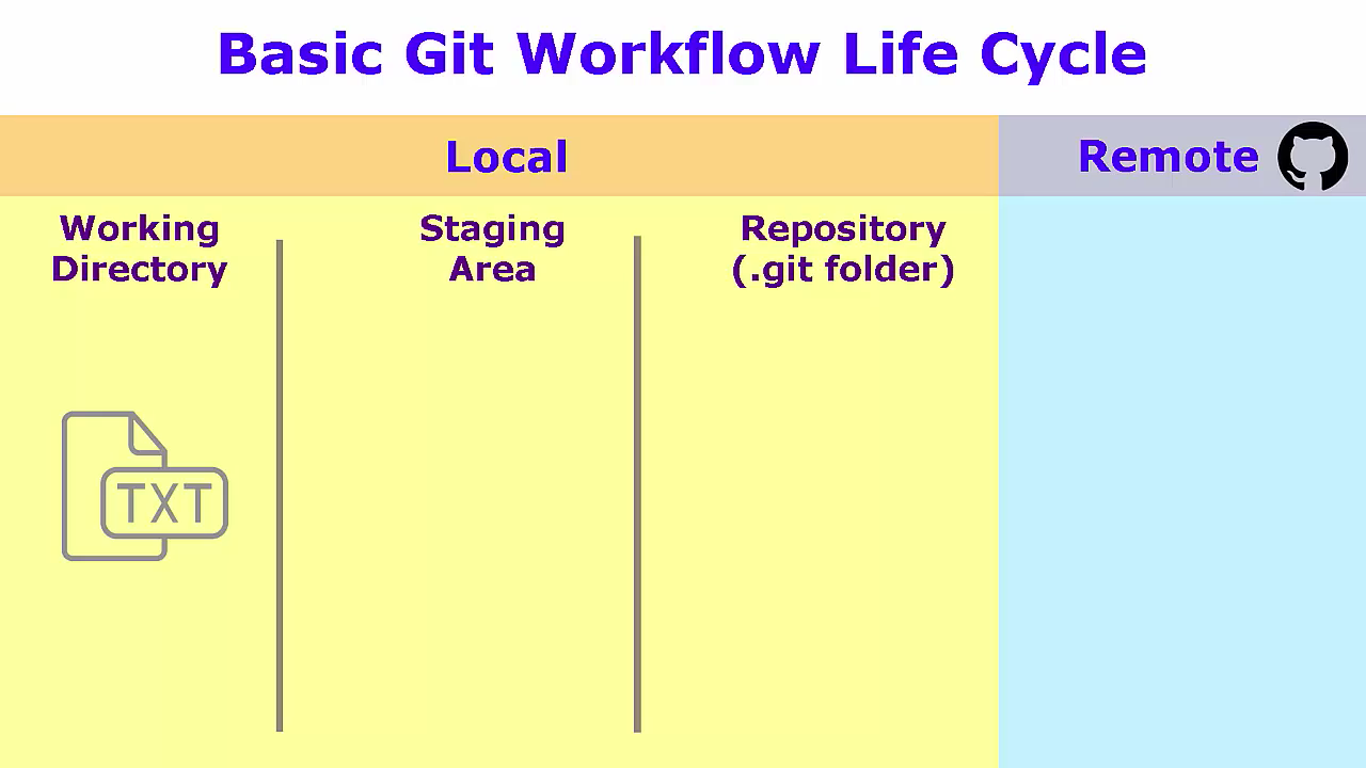 Basic Git Workflow Life Cycle
Local
Remote
Working
Directory
Staging
Area
Repository
(.git folder)
TXT